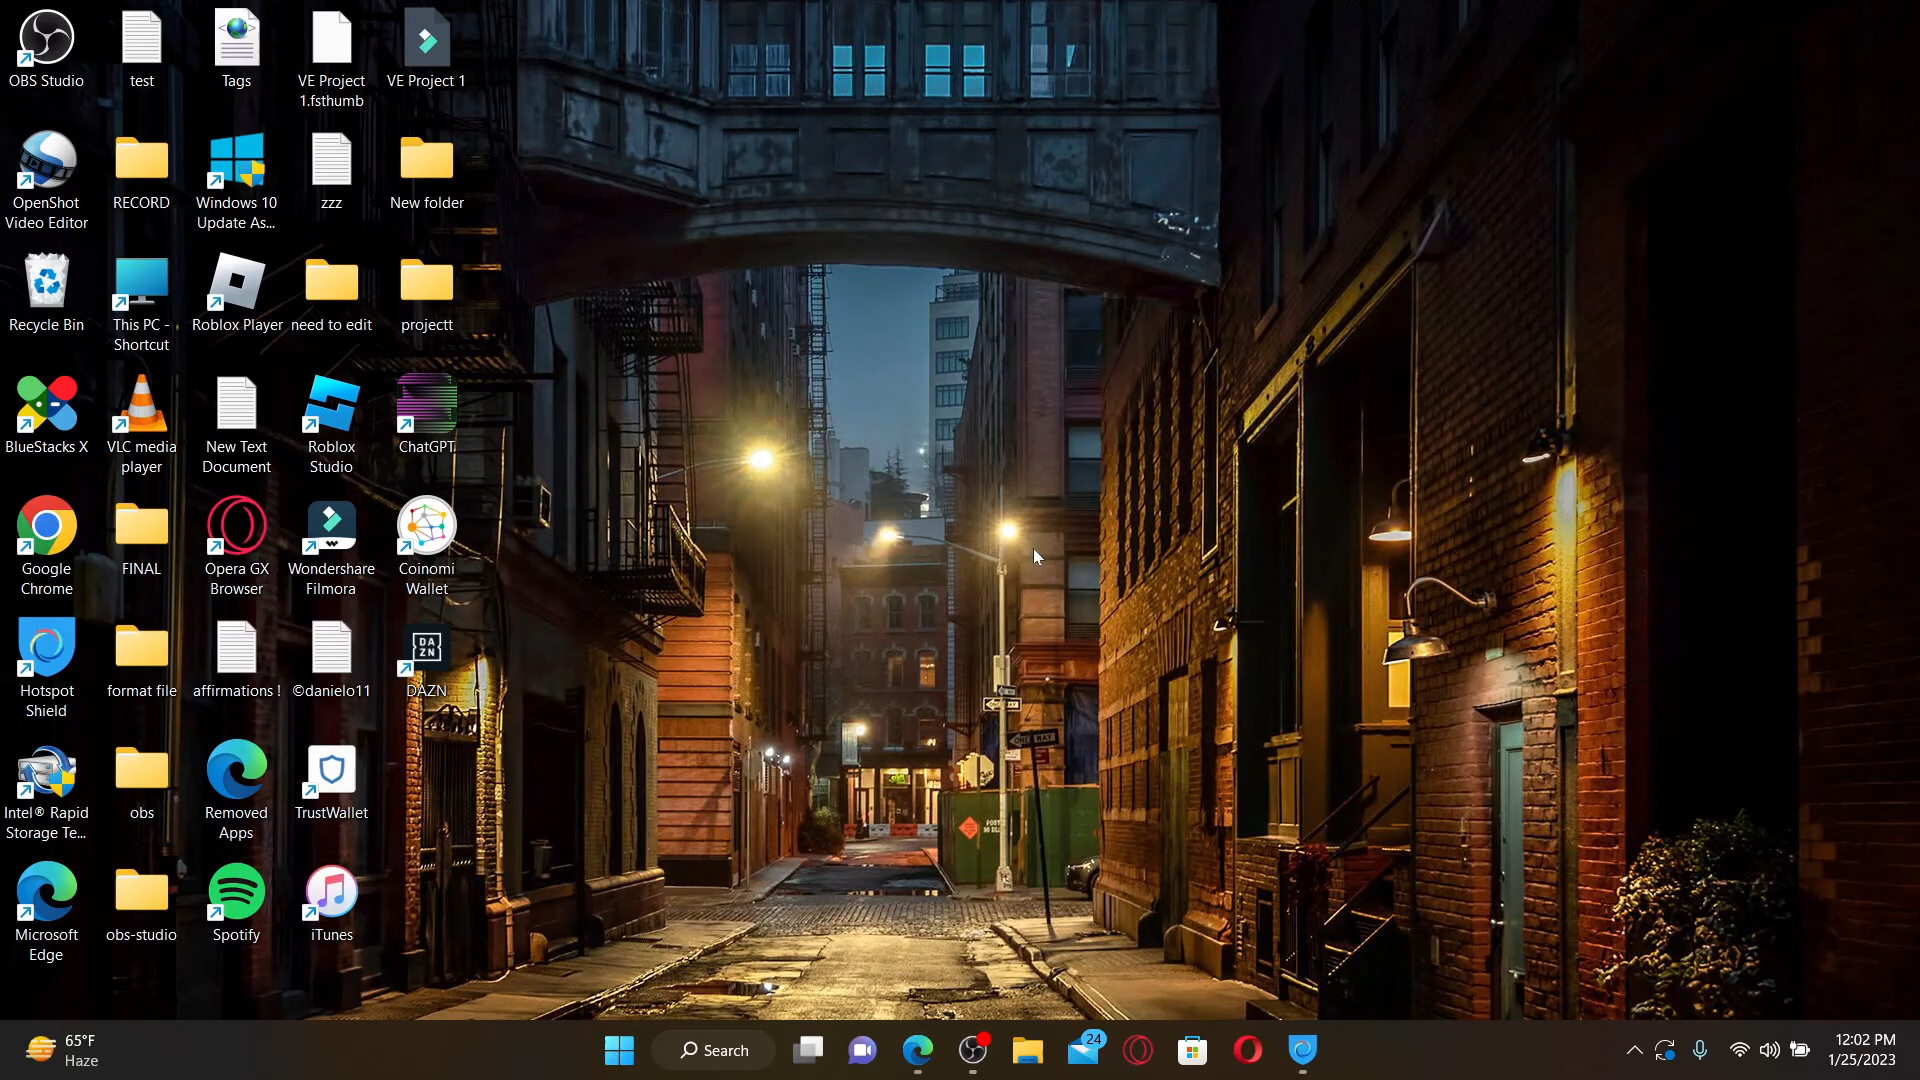 OBS Studio
test
Tags
VE Project
1.fsthumb
VE Project 1
OpenShot
Video Editor
RECORD
Windows 10
Update As...
zzz
New folder
Recycle Bin
This PC -
Shortcut
Roblox Player
need to edit
projectt
BlueStacks X
VLC media
player
New Text
Document
Roblox
Studio
ChatGPT
Google
Chrome
FINAL
Opera GX
Browser
Wondershare
Filmora
Coinomi
Wallet
Hotspot
Shield
format file
affirmations !
©danielo11
DA
ZN
DAZN
ONE WAY
Intel® Rapid
Storage Te...
obs
Removed
Apps
TrustWallet
Microsoft
Edge
obs-studio
Spotify
iTunes
65°F
Haze
Search
24
12:02 PM
1/25/2023